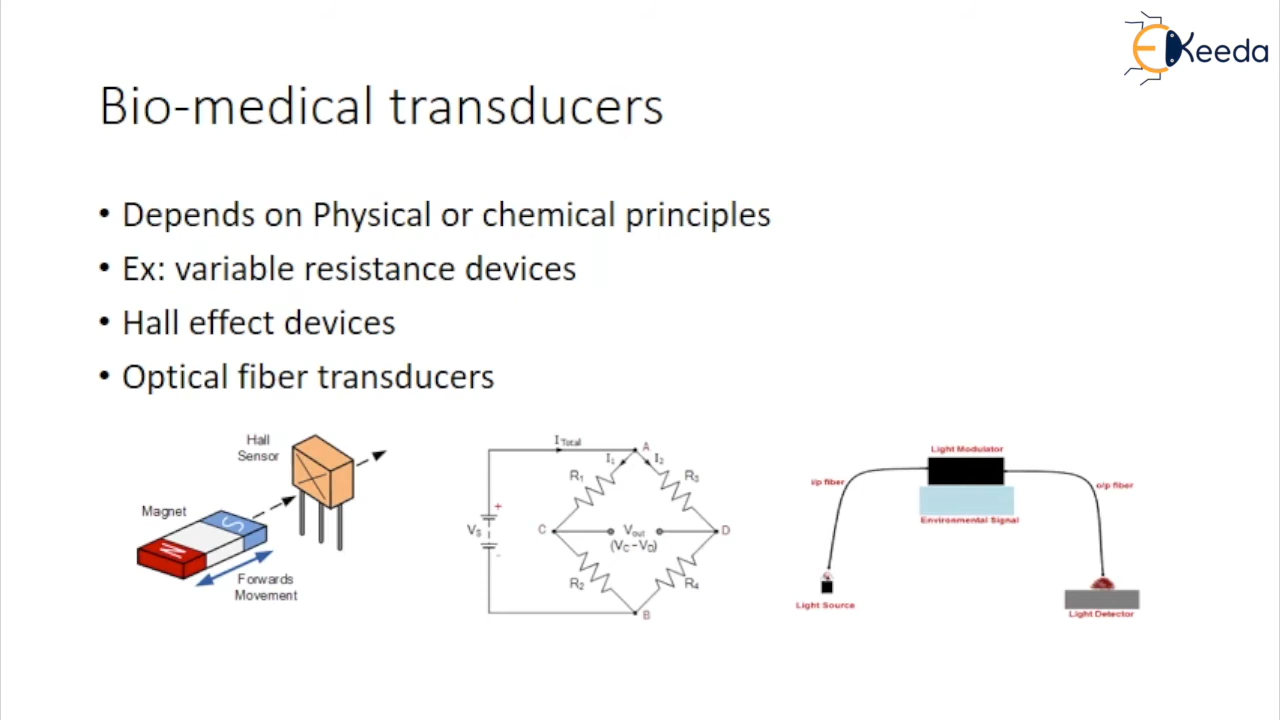 EKeeda
Bio-medical transducers
• Depends on Physical or chemical principles
• Ex: variable resistance devices
• Hall effect devices
• Optical fiber transducers
Hall
Sensor
Magnet
N
S
Forwards
Movement
I Total
A
I1
I2
R1
R3
VS
+
-
C
Vout
(VC – VD)
D
R2
R4
B
Light Modulator
i/p fiber
o/p fiber
Environmental Signal
Light Source
Light Detector